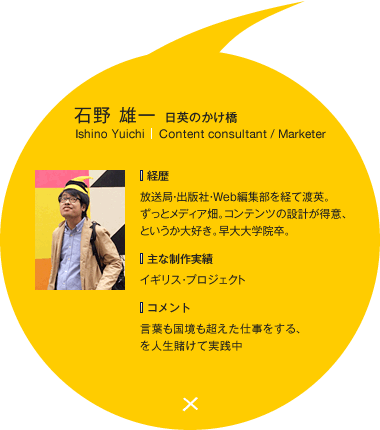 石野 雄一 日英のかけ橋
Ishino Yuichi | Content consultant / Marketer
経歴
放送局・出版社・Web編集部を経て渡英。
ずっとメディア畑。コンテンツの設計が得意、
というか大好き。早大大学院卒。
主な制作実績
イギリス・プロジェクト
コメント
言葉も国境も超えた仕事をする、
を人生賭けて実践中